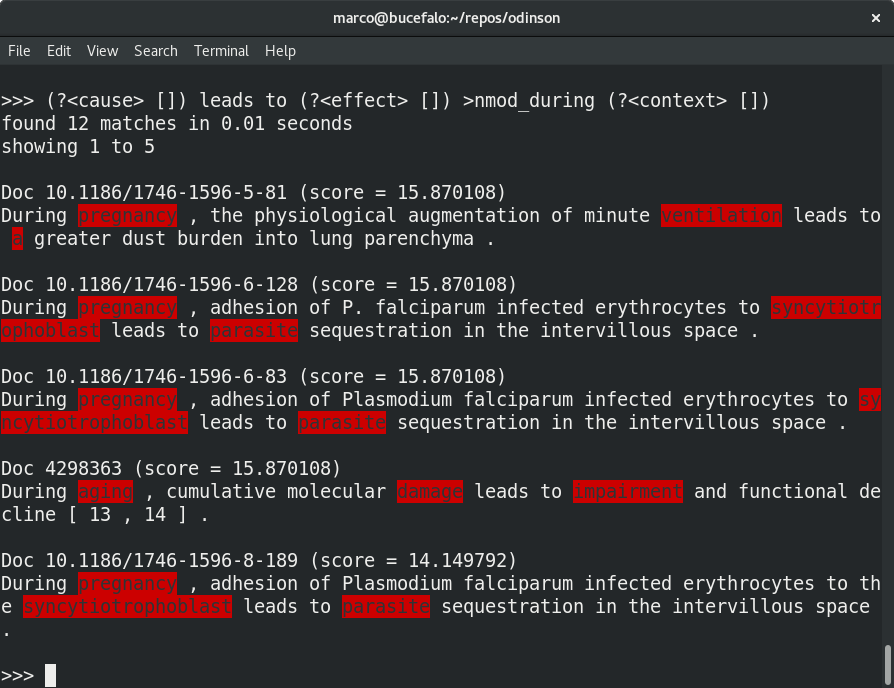 marco@bucefalo:~/repos/odinson ×
File Edit View Search Terminal Help
>>> (?<cause> []) leads to (?<effect> []) >nmod_during (?<context> [])
found 12 matches in 0.01 seconds
showing 1 to 5
Doc 10.1186/1746-1596-5-81 (score = 15.870108)
During pregnancy , the physiological augmentation of minute ventilation leads to
a greater dust burden into lung parenchyma .
Doc 10.1186/1746-1596-6-128 (score = 15.870108)
During pregnancy , adhesion of P. falciparum infected erythrocytes to syncytiotr
ophoblast leads to parasite sequestration in the intervillous space .
Doc 10.1186/1746-1596-6-83 (score = 15.870108)
During pregnancy , adhesion of Plasmodium falciparum infected erythrocytes to sy
ncytiotrophoblast leads to parasite sequestration in the intervillous space .
Doc 4298363 (score = 15.870108)
During aging , cumulative molecular damage leads to impairment and functional de
cline [ 13 , 14 ] .
Doc 10.1186/1746-1596-8-189 (score = 14.149792)
During pregnancy , adhesion of Plasmodium falciparum infected erythrocytes to th
e syncytiotrophoblast leads to parasite sequestration in the intervillous space
.
>>>